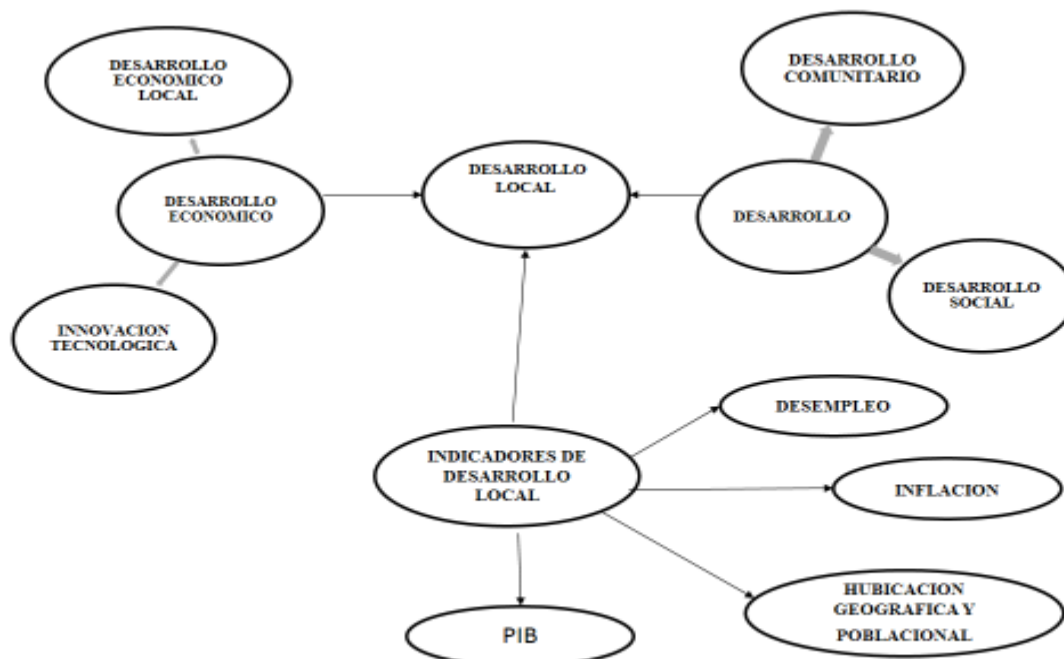 DESARROLLO
ECONOMICO
LOCAL
DESARROLLO
COMUNITARIO
DESARROLLO
LOCAL
DESARROLLO
ECONOMICO
DESARROLLO
DESARROLLO
SOCIAL
INNOVACION
TECNOLOGICA
DESEMPLEO
INDICADORES DE
DESARROLLO
LOCAL
INFLACION
HUBICACION
GEOGRAFICA Y
POBLACIONAL
PIB